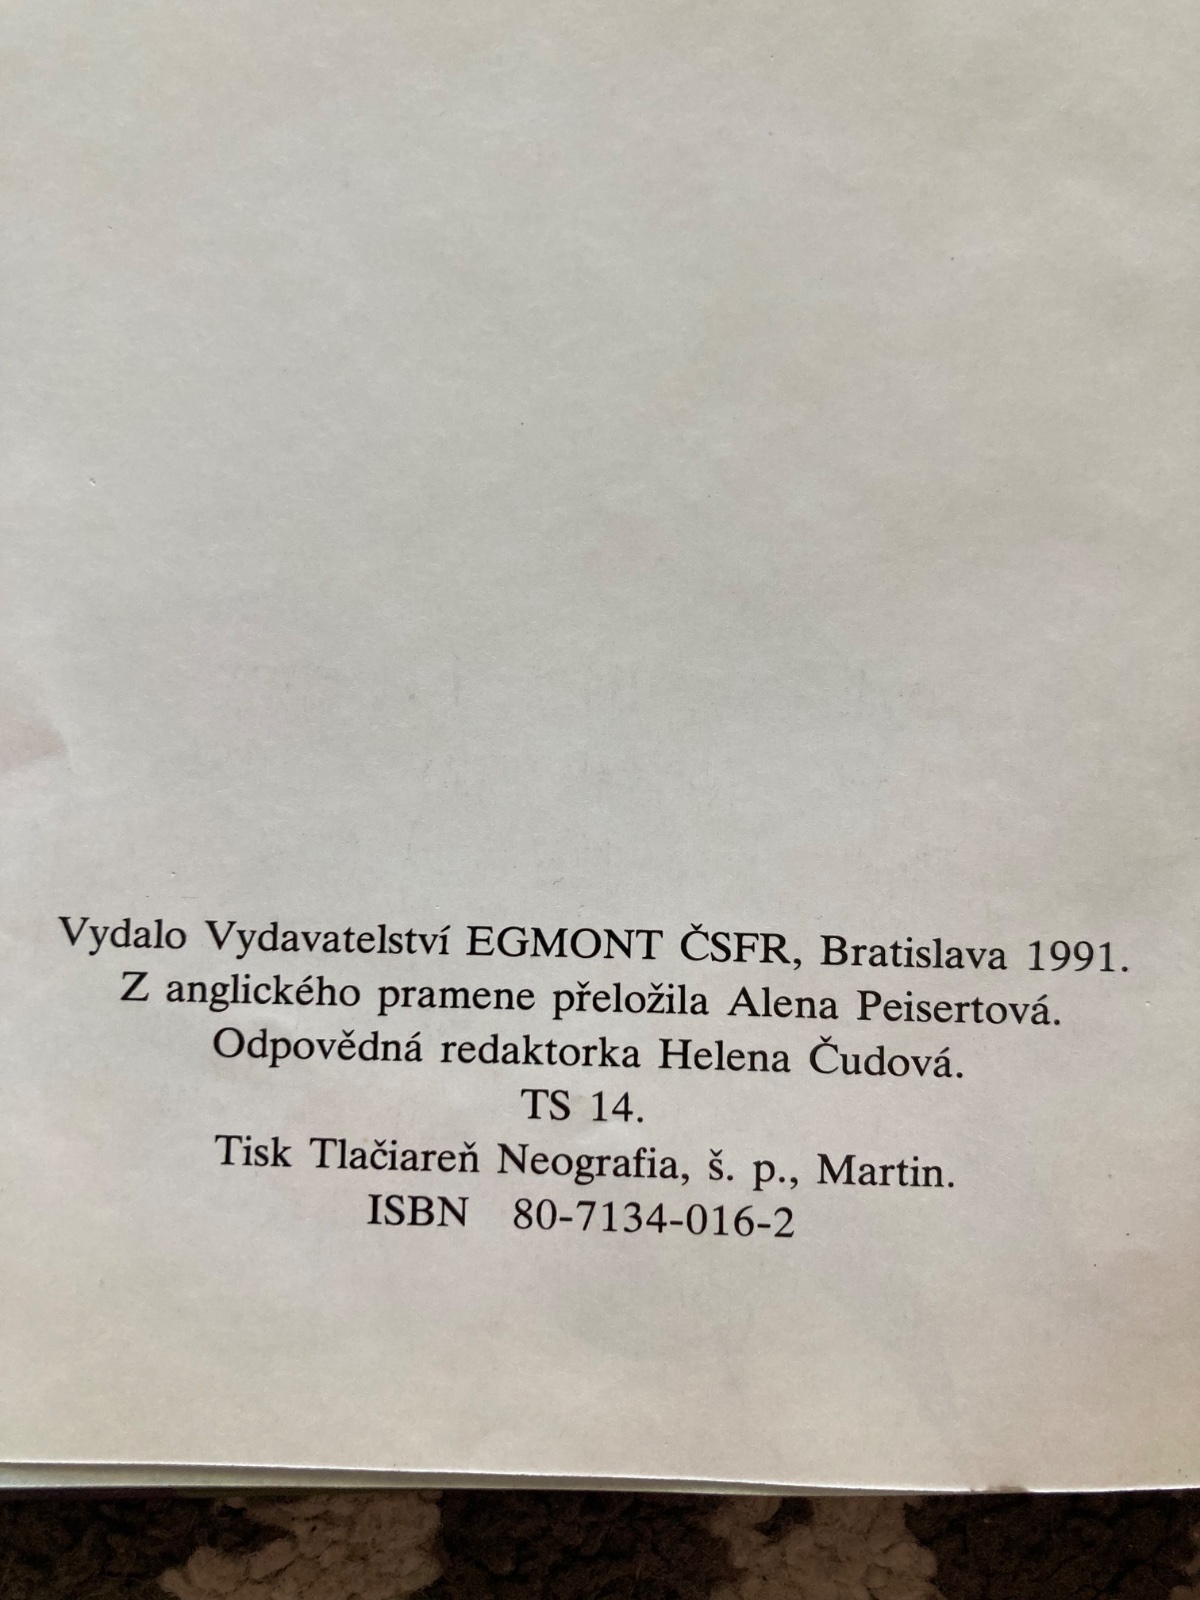 Vydalo Vydavatelství EGMONT ČSFR, Bratislava 1991.
Z anglického pramene přeložila Alena Peisertová.
Odpovědná redaktorka Helena Čudová.
TS 14.
Tisk Tlačiareň Neografia, š. p., Martin.
ISBN 80-7134-016-2